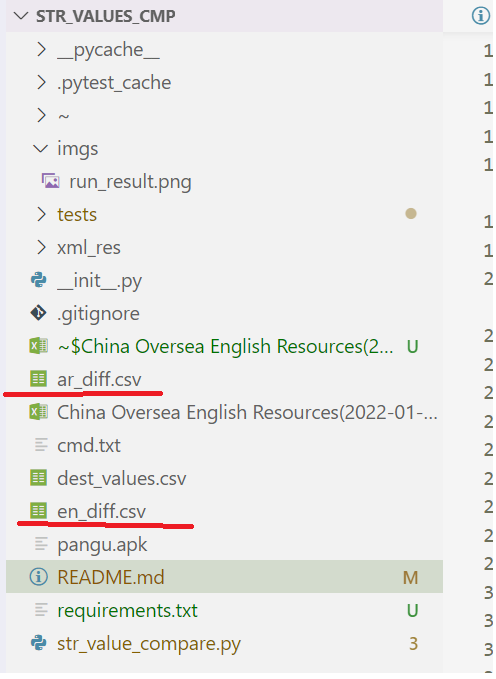 STR_VALUES_CMP
__pycache__
.pytest_cache
~
imgs
run_result.png
tests
xml_res
__init__.py
.gitignore
~$China Oversea English Resources(2... U
ar_diff.csv
China Oversea English Resources(2022-01-...
cmd.txt
dest_values.csv
en_diff.csv
pangu.apk
README.md M
requirements.txt U
str_value_compare.py 3